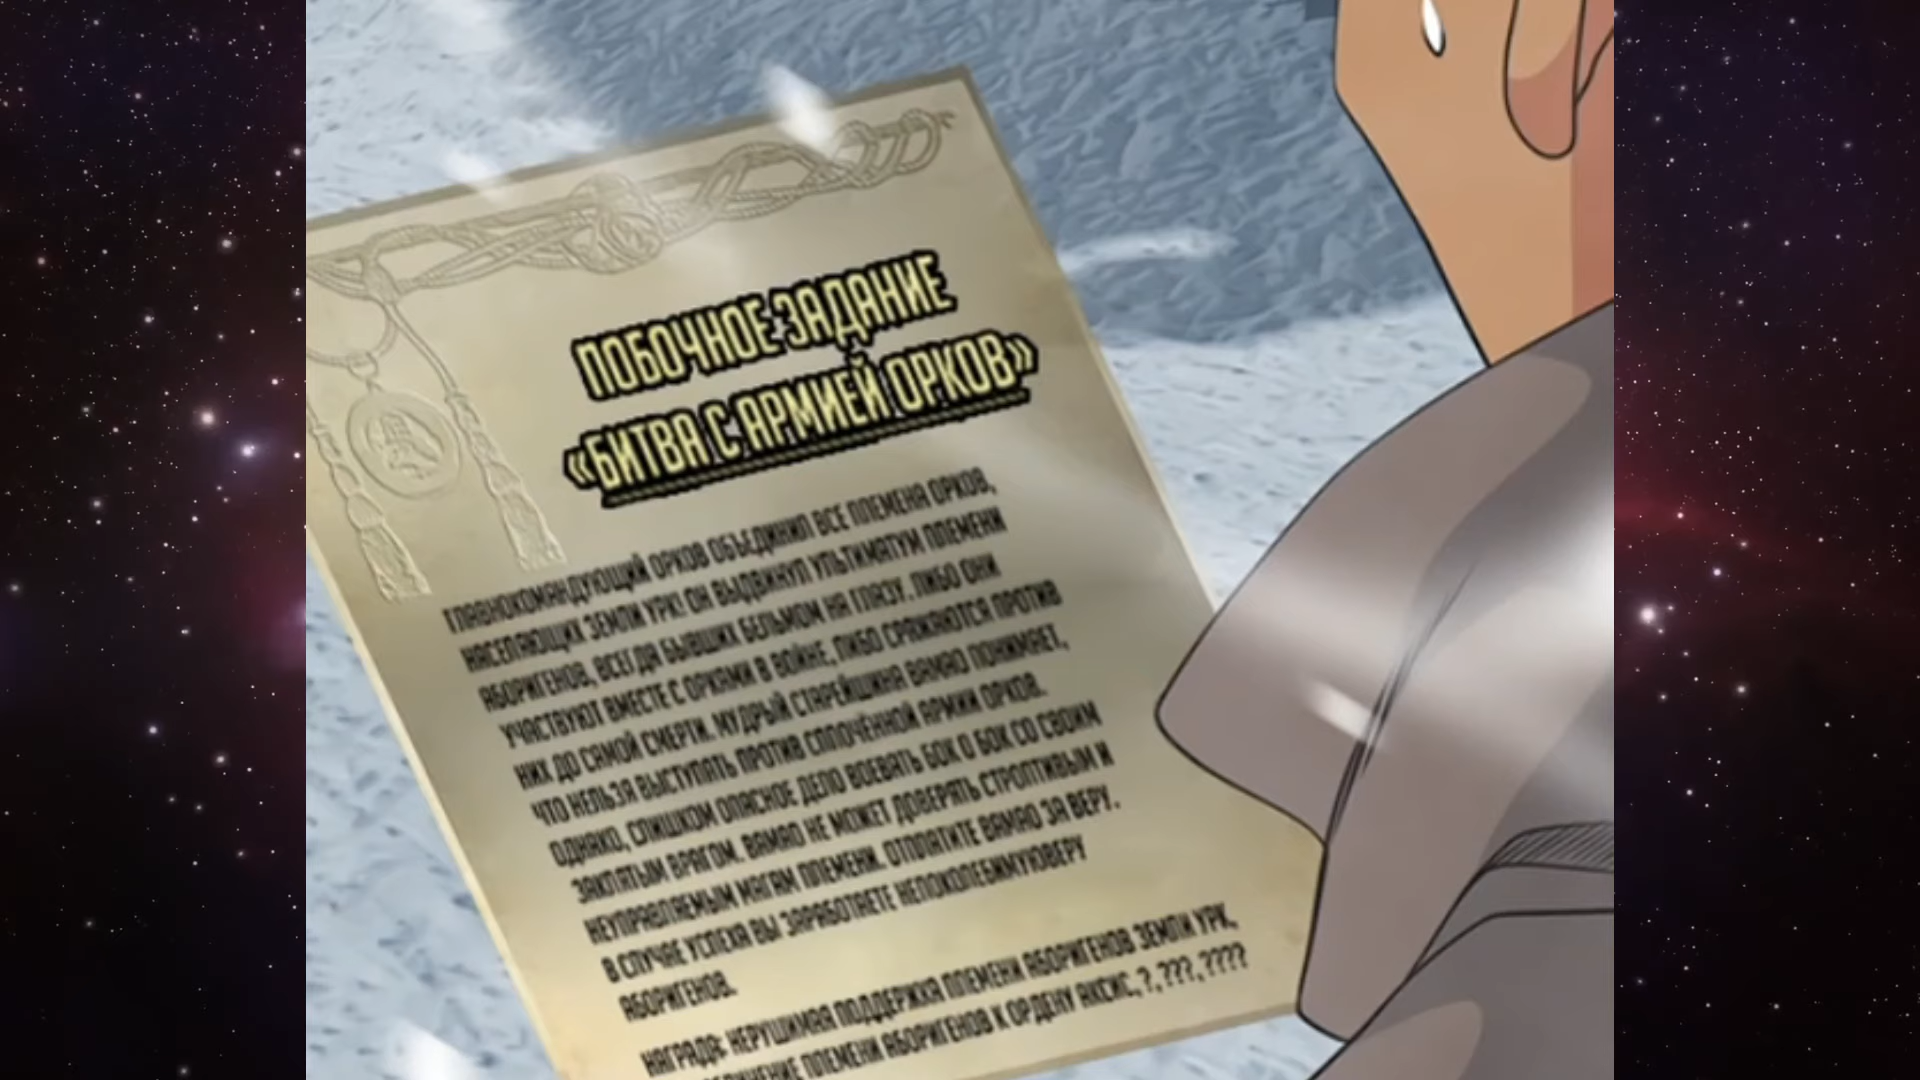 ПОБОЧНОЕ ЗАДАНИЕ
«БИТВА С АРМИЕЙ ОРКОВ»
ГЛАВНОКОМАНДУЮЩИЙ ОРКОВ ОБЪЕДИНИЛ ВСЕ ПЛЕМЕНА ОРКОВ,
НАСЕЛЯЮЩИХ ЗЕМЛИ УРК! ОН ВЫДВИНУЛ УЛЬТИМАТУМ ПЛЕМЕНИ
АБОРИГЕНОВ, ВСЕГДА БЫВШИХ БЕЛЬМОМ НА ГЛАЗУ. ЛИБО ОНИ
УЧАСТВУЮТ ВМЕСТЕ С ОРКАМИ В ВОЙНЕ, ЛИБО СРАЖАЮТСЯ ПРОТИВ
НИХ ДО САМОЙ СМЕРТИ. МУДРЫЙ СТАРЕЙШИНА ВАМАО ПОНИМАЕТ,
ЧТО НЕЛЬЗЯ ВЫСТУПАТЬ ПРОТИВ СПЛОЧЁННОЙ АРМИИ ОРКОВ.
ОДНАКО, СЛИШКОМ ОПАСНОЕ ДЕЛО ВОЕВАТЬ БОК О БОК СО СВОИМ
ЗАКЛЯТЫМ ВРАГОМ. ВАМАО НЕ МОЖЕТ ДОВЕРЯТЬ СТРОПТИВЫМ И
НЕУПРАВЛЯЕМЫМ МАГАМ ПЛЕМЕНИ. ОТПЛАТИТЕ ВАМАО ЗА ВЕРУ.
В СЛУЧАЕ УСПЕХА ВЫ ЗАРАБОТАЕТЕ НЕПОКОЛЕБИМУЮВЕРУ
АБОРИГЕНОВ.
НАГРАДА: НЕРУШИМАЯ ПОДДЕРЖКА ПЛЕМЕНИ АБОРИГЕНОВ ЗЕМЛИ УРК,
ПЛЕМЕНИ АБОРИГЕНОВ К ОРДЕНУ АКСИС, ?, ???, ????